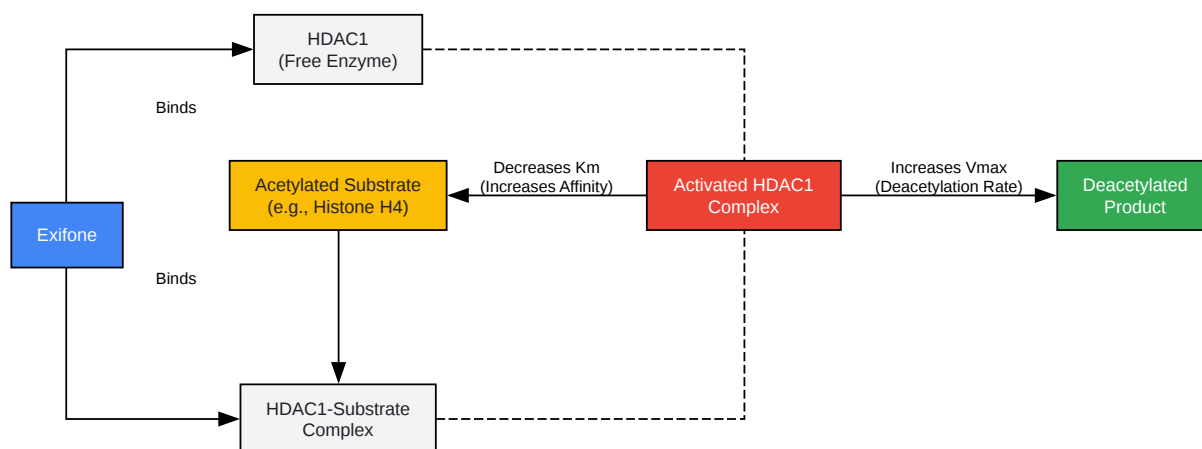 HDAC1
(Free Enzyme)
Binds
Decreases Km
(Increases Affinity)
Increases Vmax
(Deacetylation Rate)
Acetylated Substrate
(e.g., Histone H4)
Activated HDAC1
Complex
Deacetylated
Product
Exifone
Binds
HDAC1-Substrate
Complex